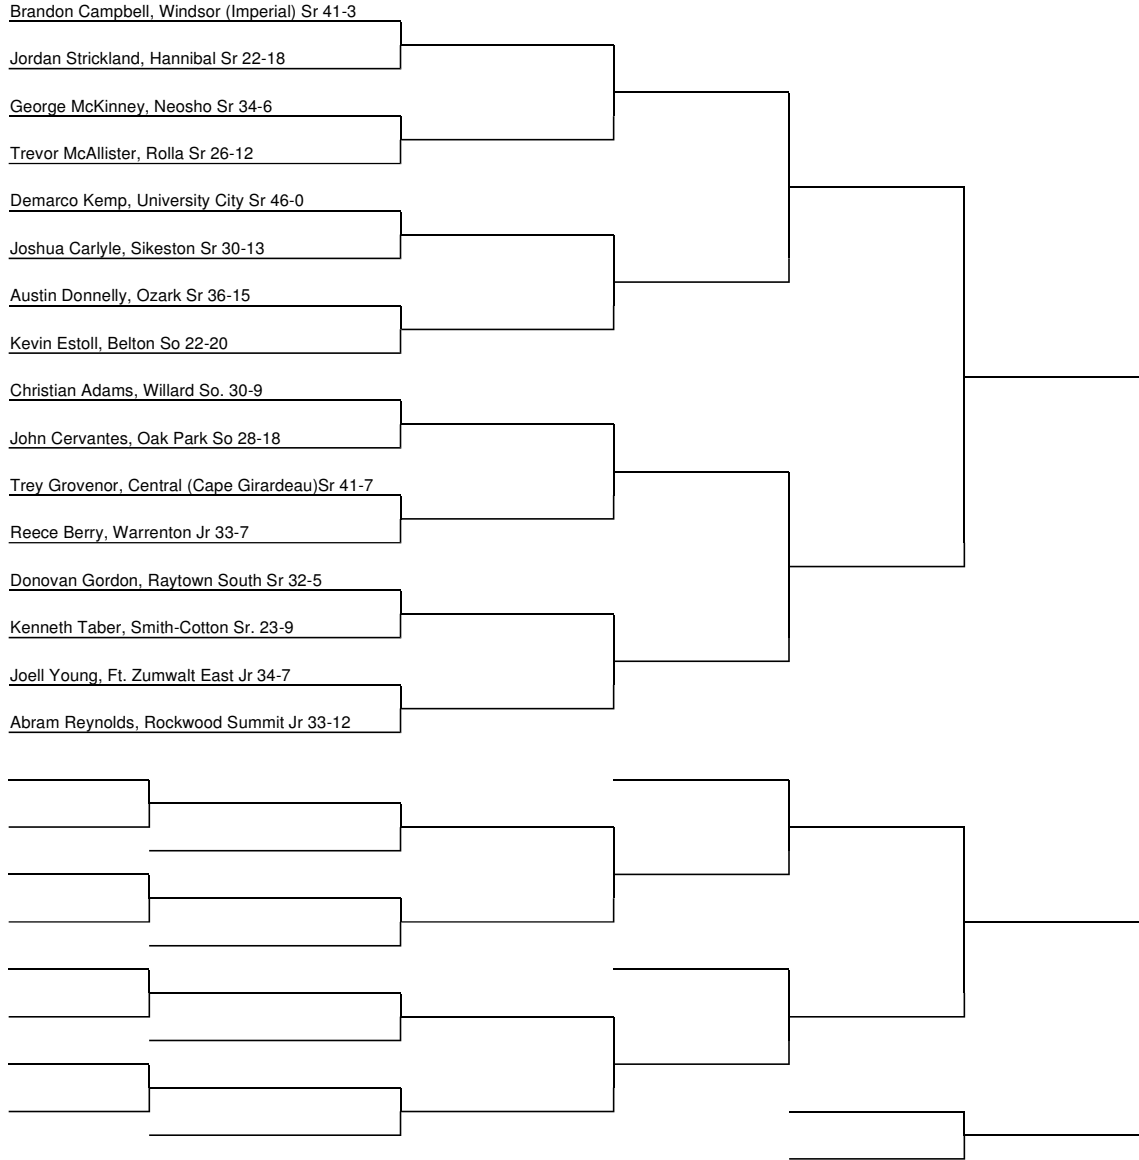 Brandon Campbell, Windsor (Imperial) Sr 41-3
Jordan Strickland, Hannibal Sr 22-18
George McKinney, Neosho Sr 34-6
Trevor McAllister, Rolla Sr 26-12
Demarco Kemp, University City Sr 46-0
Joshua Carlyle, Sikeston Sr 30-13
Austin Donnelly, Ozark Sr 36-15
Kevin Estoll, Belton So 22-20
Christian Adams, Willard So. 30-9
John Cervantes, Oak Park So 28-18
Trey Grovenor, Central (Cape Girardeau)Sr 41-7
Reece Berry, Warrenton Jr 33-7
Donovan Gordon, Raytown South Sr 32-5
Kenneth Taber, Smith-Cotton Sr. 23-9
Joell Young, Ft. Zumwalt East Jr 34-7
Abram Reynolds, Rockwood Summit Jr 33-12